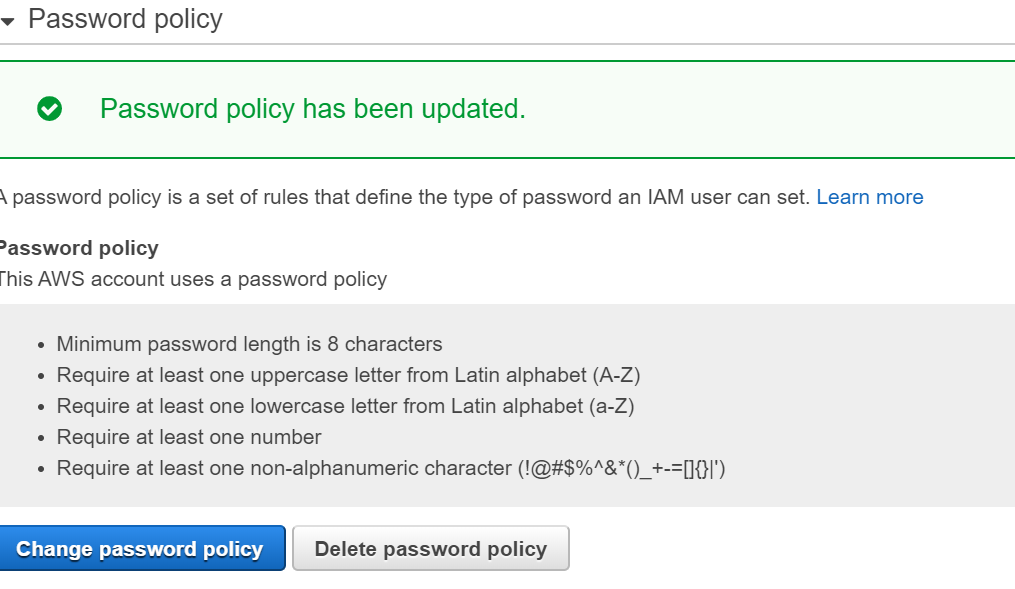 Password policy
Password policy has been updated.
A password policy is a set of rules that define the type of password an IAM user can set. Learn more
Password policy
This AWS account uses a password policy
Minimum password length is 8 characters
Require at least one uppercase letter from Latin alphabet (A-Z)
Require at least one lowercase letter from Latin alphabet (a-Z)
Require at least one number
Require at least one non-alphanumeric character (!@#$%^&*()_+-=[]{}|')
Change password policy
Delete password policy